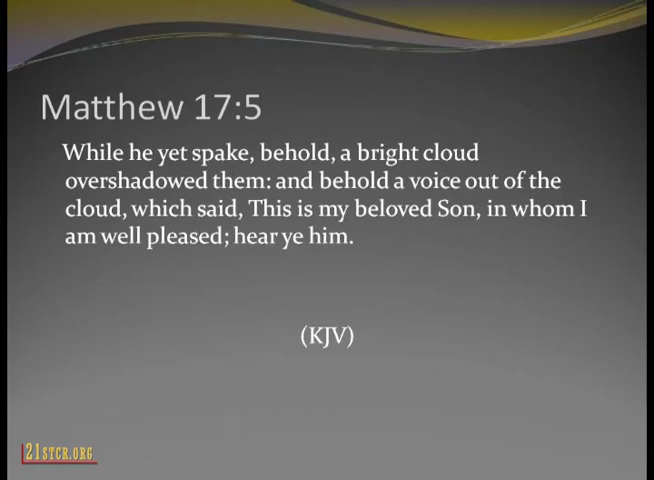 Matthew 17:5
While he yet spake, behold, a bright cloud
overshadowed them: and behold a voice out of the
cloud, which said, This is my beloved Son, in whom I
am well pleased; hear ye him.
(KJV)
21STCR.ORG